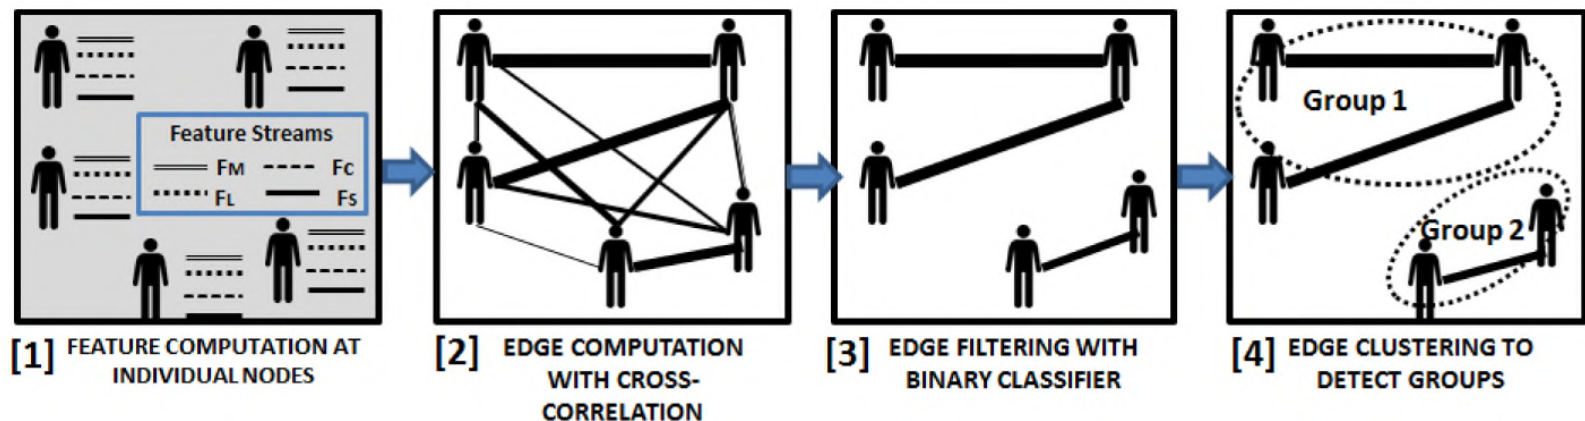 Feature Streams
FM FC
FL FS
Group 1
Group 2
[1] FEATURE COMPUTATION AT
INDIVIDUAL NODES
[2] EDGE COMPUTATION
WITH CROSS-
CORRELATION
[3] EDGE FILTERING WITH
BINARY CLASSIFIER
[4] EDGE CLUSTERING TO
DETECT GROUPS